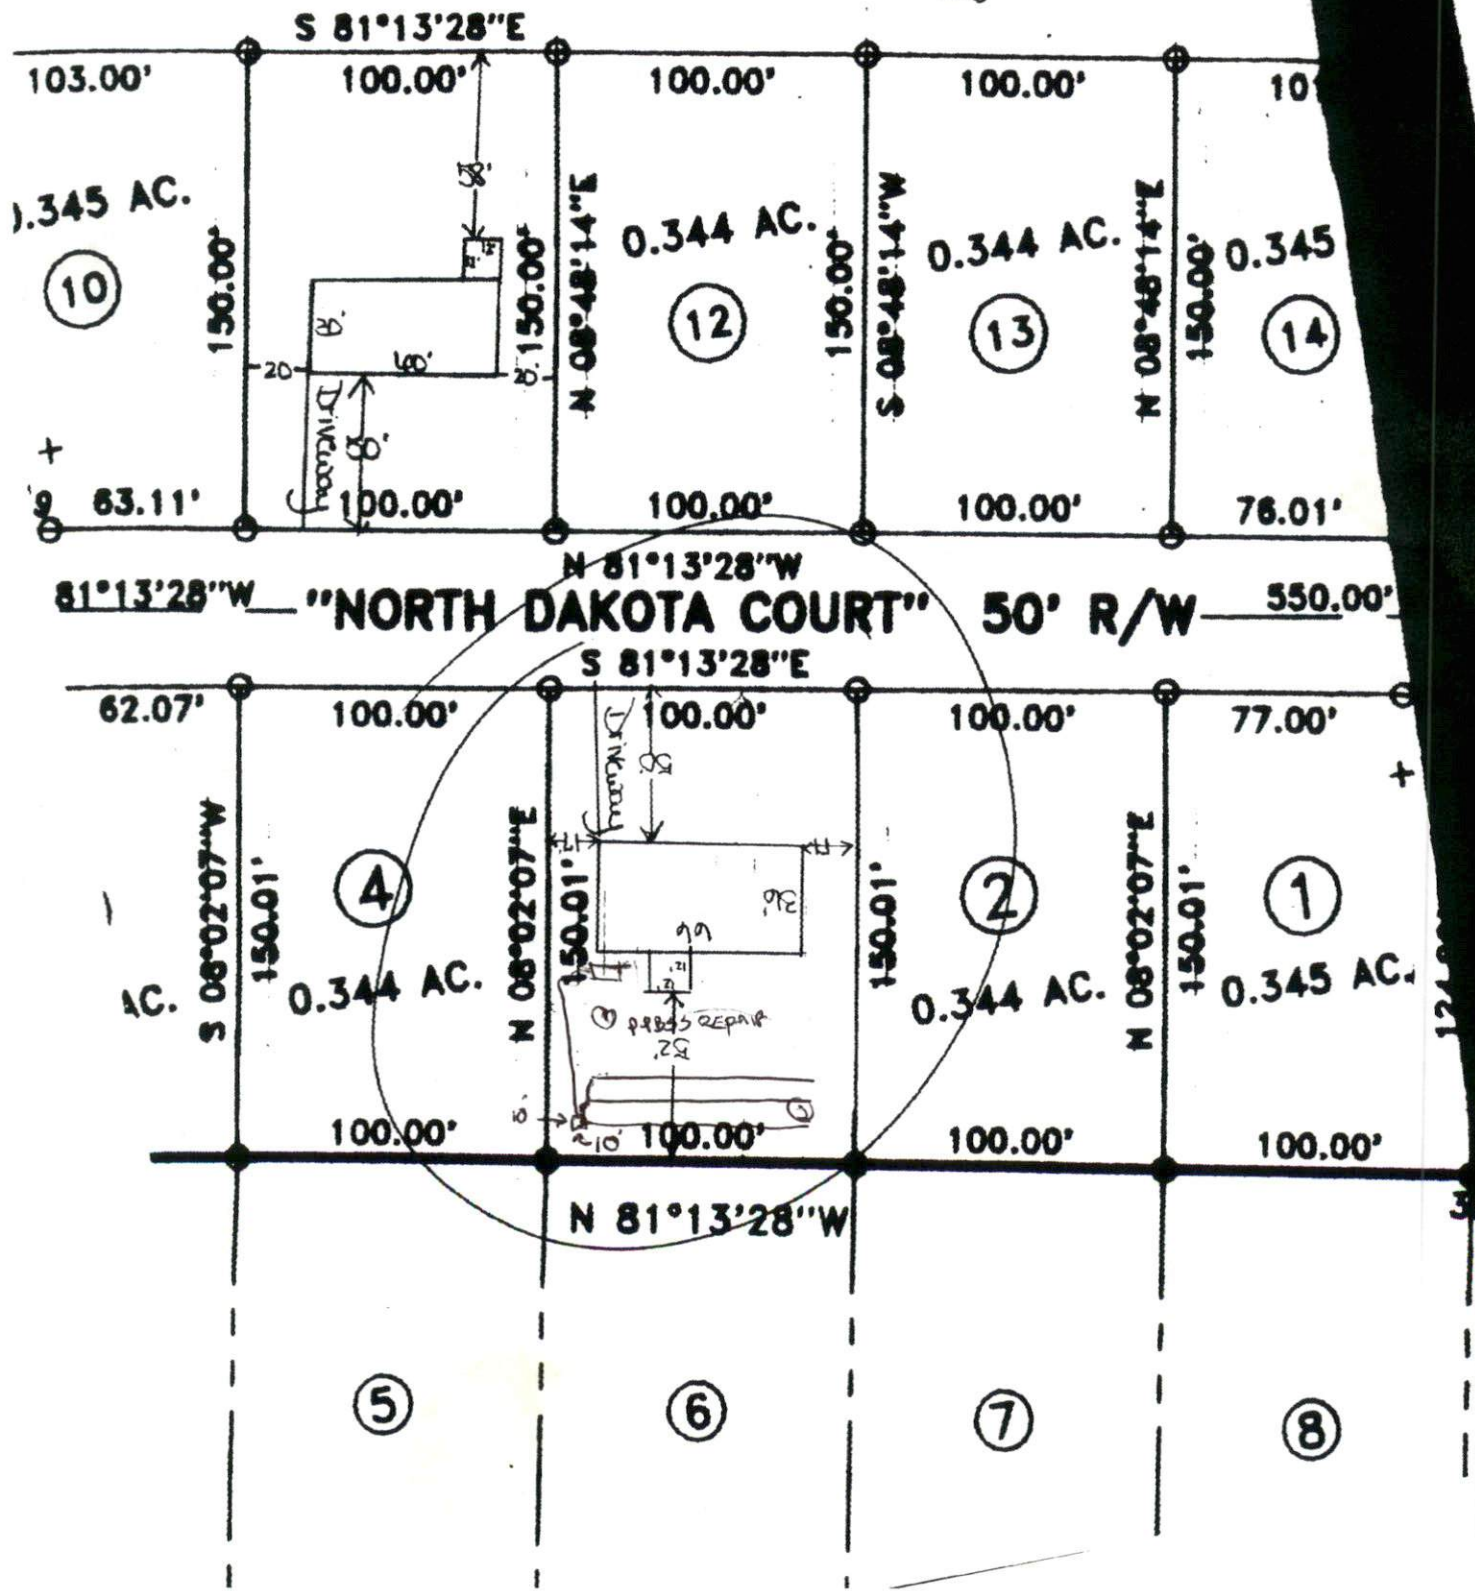 S 81°13'28"E
103.00' 100.00' 100.00' 100.00' 10
.345 AC. 0.344 AC. 0.344 AC. 0.345
10 12 13 14
150.00' 150.00' N 08°48'14"E 150.00' S 08°48'14"W N 08°48'14"E 150.00'
12' 12'
60'
20 20
Driveway
63.11' 100.00' 100.00' 100.00' 76.01'
N 81°13'28"W
81°13'28"W "NORTH DAKOTA COURT" 50' R/W 550.00'
S 81°13'28"E
62.07' 100.00' 100.00' 100.00' 77.00'
Driveway
50'
17' 17
S 08°02'07"W 150.01' N 08°02'07"E 150.01' 150.01' N 08°02'07"E 150.01'
4 2 1
36'
66
12' 12'
AC. 0.344 AC. 0.344 AC. 0.345 AC.
REPAIR
52'
10'
100.00' 100.00' 100.00' 100.00'
N 81°13'28"W
3
5 6 7 8